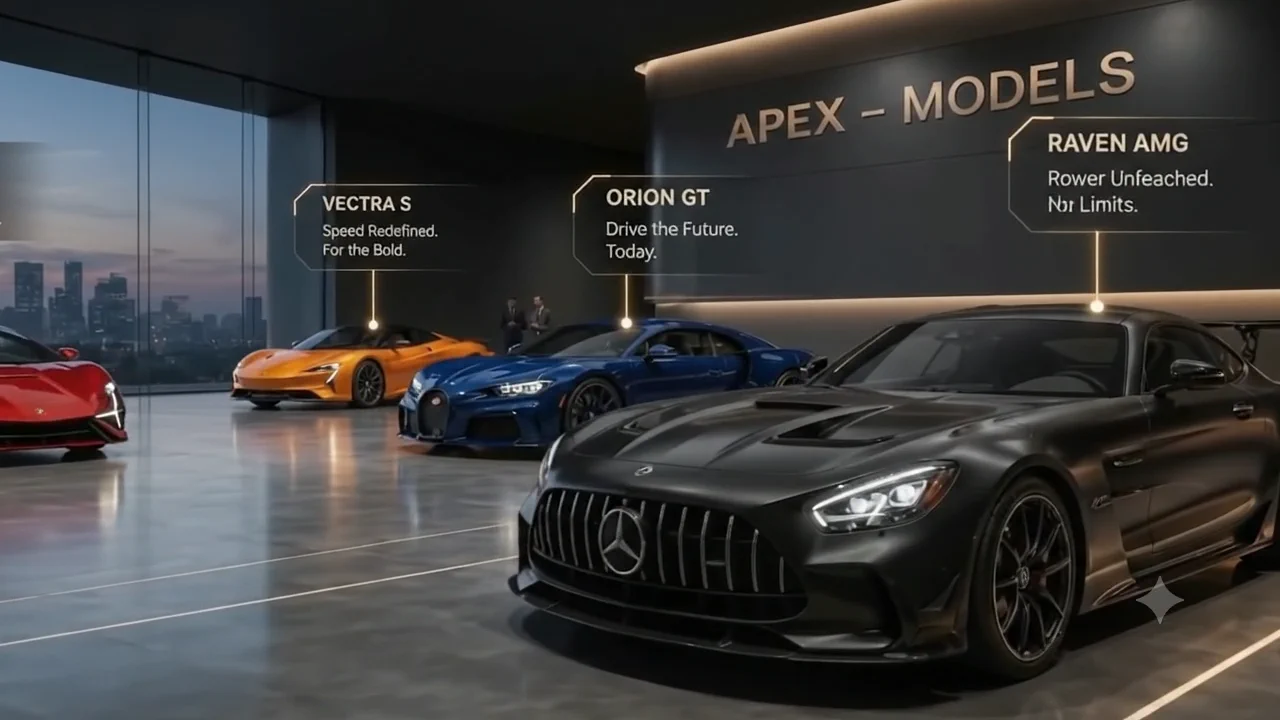 APEX – MODELS
VECTRA S
Speed Redefined.
For the Bold.
ORION GT
Drive the Future.
Today.
RAVEN AMG
Rower Unfeached.
Limits.